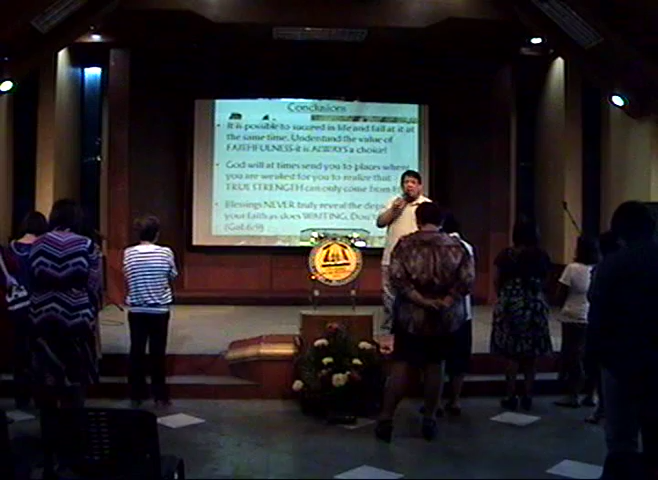 Conclusions
• It is possible to succeed in life and fail at it at
the same time. Understand the value of
FAITHFULNESS-it is ALWAYS a choice!
• God will at times send you to places where
you are weakest for you to realize that
TRUE STRENGTH can only come from
• Blessings NEVER truly reveal the
your faith as does WAITING. Don't
(Gal. 6:9)